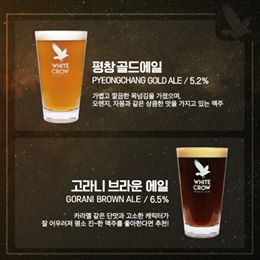 WHITE
CROW
평창 골드에일
PYEONGCHANG GOLD ALE / 5.2%
가볍고 깔끔한 목넘김을 가졌으며,
오렌지, 자몽과 같은 상큼한 맛을 가지고 있는 맥주
고라니 브라운 에일
GORANI BROWN ALE / 6.5%
카라멜 같은 단맛과 고소한 캐릭터가
잘 어우러져 평소 진-한 맥주를 좋아한다면 추천!
WHITE
CROW